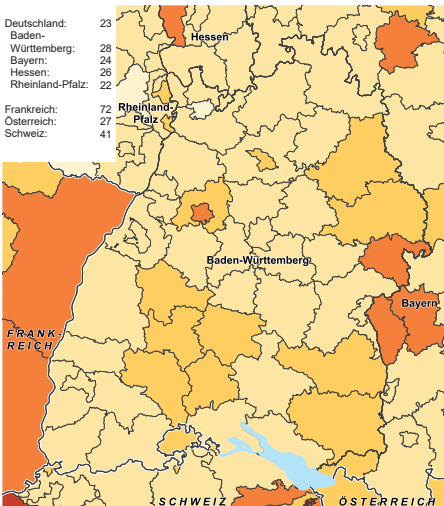 Deutschland: 23
Baden-
Württemberg: 28
Bayern: 24
Hessen: 26
Rheinland-Pfalz: 22
Frankreich: 72
Österreich: 27
Schweiz: 41
Hessen
Rheinland-
Pfalz
Baden-Württemberg
Bayern
FRANK-
REICH
SCHWEIZ
ÖSTERREICH